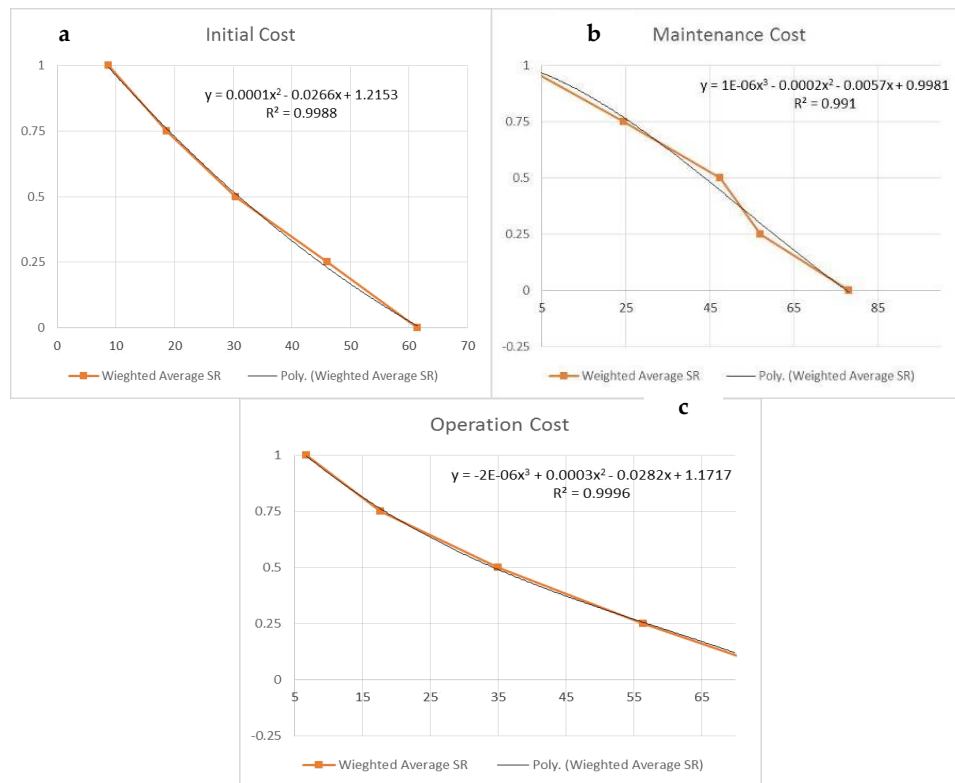 a
Initial Cost
y = 0.0001x² - 0.0266x + 1.2153
R² = 0.9988
1
0.75
0.5
0.25
0
0 10 20 30 40 50 60 70
Wieghted Average SR Poly. (Wieghted Average SR)
b
Maintenance Cost
y = 1E-06x³ - 0.0002x² - 0.0057x + 0.9981
R² = 0.991
1
0.75
0.5
0.25
0
-0.25
5 25 45 65 85
Weighted Average SR Poly. (Weighted Average SR)
c
Operation Cost
y = -2E-06x³ + 0.0003x² - 0.0282x + 1.1717
R² = 0.9996
1
0.75
0.5
0.25
0
-0.25
5 15 25 35 45 55 65
Wieghted Average SR Poly. (Wieghted Average SR)